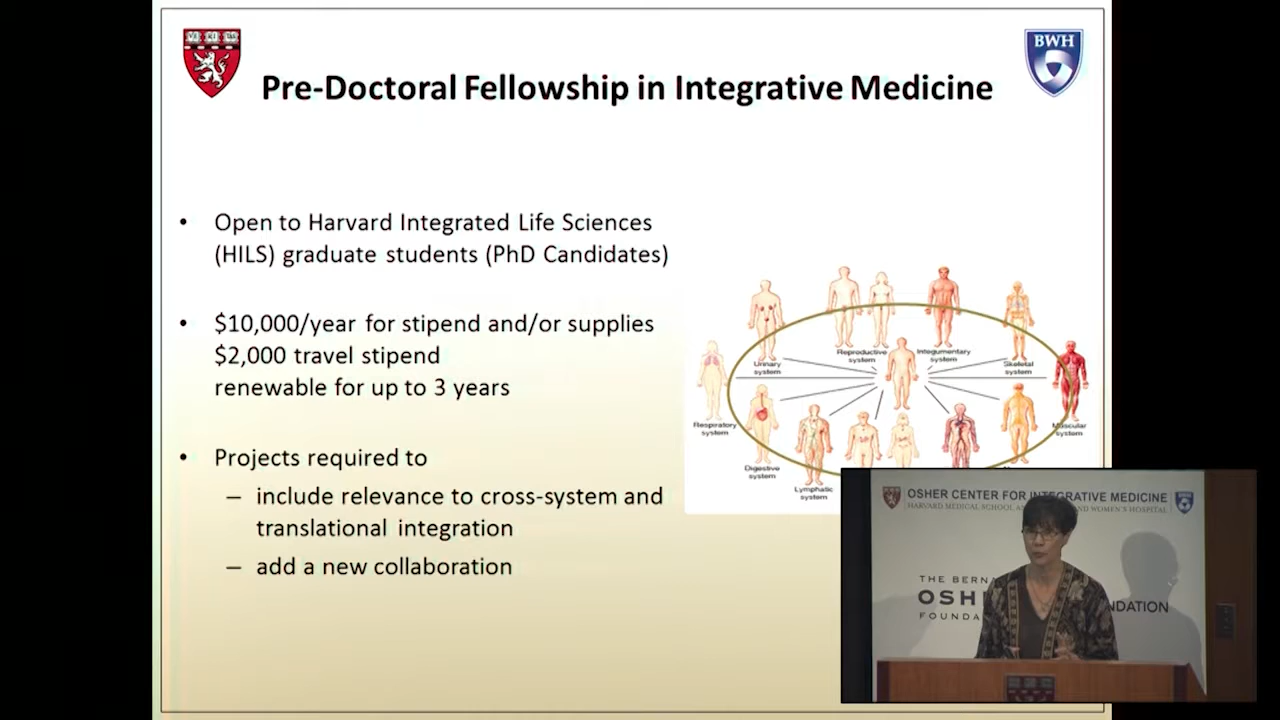 BWH
Pre-Doctoral Fellowship in Integrative Medicine
• Open to Harvard Integrated Life Sciences
(HILS) graduate students (PhD Candidates)
• $10,000/year for stipend and/or supplies
$2,000 travel stipend
renewable for up to 3 years
• Projects required to
– include relevance to cross-system and
translational integration
– add a new collaboration
Reproductive
system
Integumentary
system
Urinary
system
Skeletal
system
Respiratory
system
Muscular
system
Digestive
system
Lymphatic
system
OSHER CENTER FOR INTEGRATIVE MEDICINE
HARVARD MEDICAL SCHOOL AN WOMEN'S HOSPITAL
THE BERNA
OSH NDATION
FOUNDA